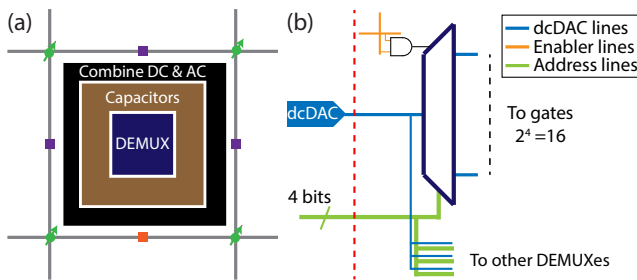 (a)
Combine DC & AC
Capacitors
DEMUX
(b)
dcDAC lines
Enabler lines
Address lines
dcDAC
To gates
2⁴ =16
4 bits
To other DEMUXes